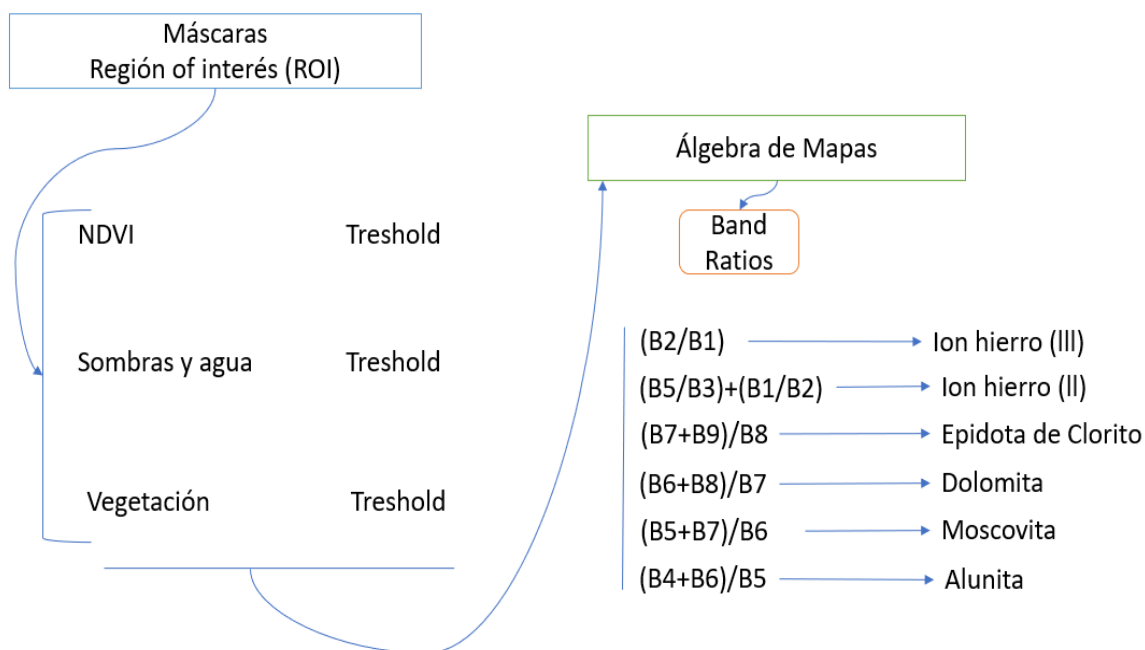 Máscaras
Región of interés (ROI)
NDVI Treshold
Sombras y agua Treshold
Vegetación Treshold
Álgebra de Mapas
Band
Ratios
(B2/B1) Ion hierro (lll)
(B5/B3)+(B1/B2) Ion hierro (ll)
(B7+B9)/B8 Epidota de Clorito
(B6+B8)/B7 Dolomita
(B5+B7)/B6 Moscovita
(B4+B6)/B5 Alunita